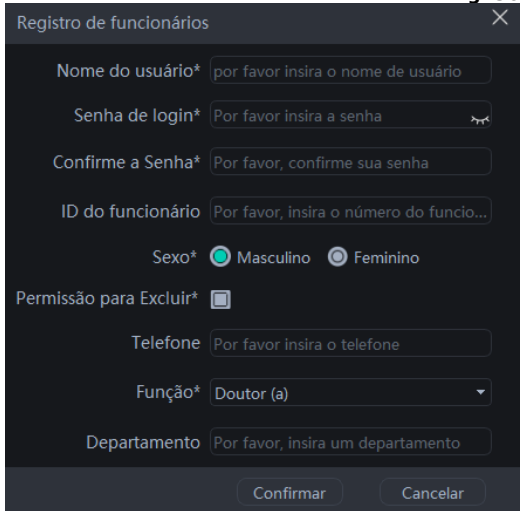 Registro de funcionários
Nome do usuário* por favor insira o nome de usuário
Senha de login* Por favor insira a senha
Confirme a Senha* Por favor, confirme sua senha
ID do funcionário Por favor, insira o número do funcio...
Sexo* Masculino Feminino
Permissão para Excluir*
Telefone Por favor insira o telefone
Função* Doutor (a)
Departamento Por favor, insira um departamento
Confirmar Cancelar